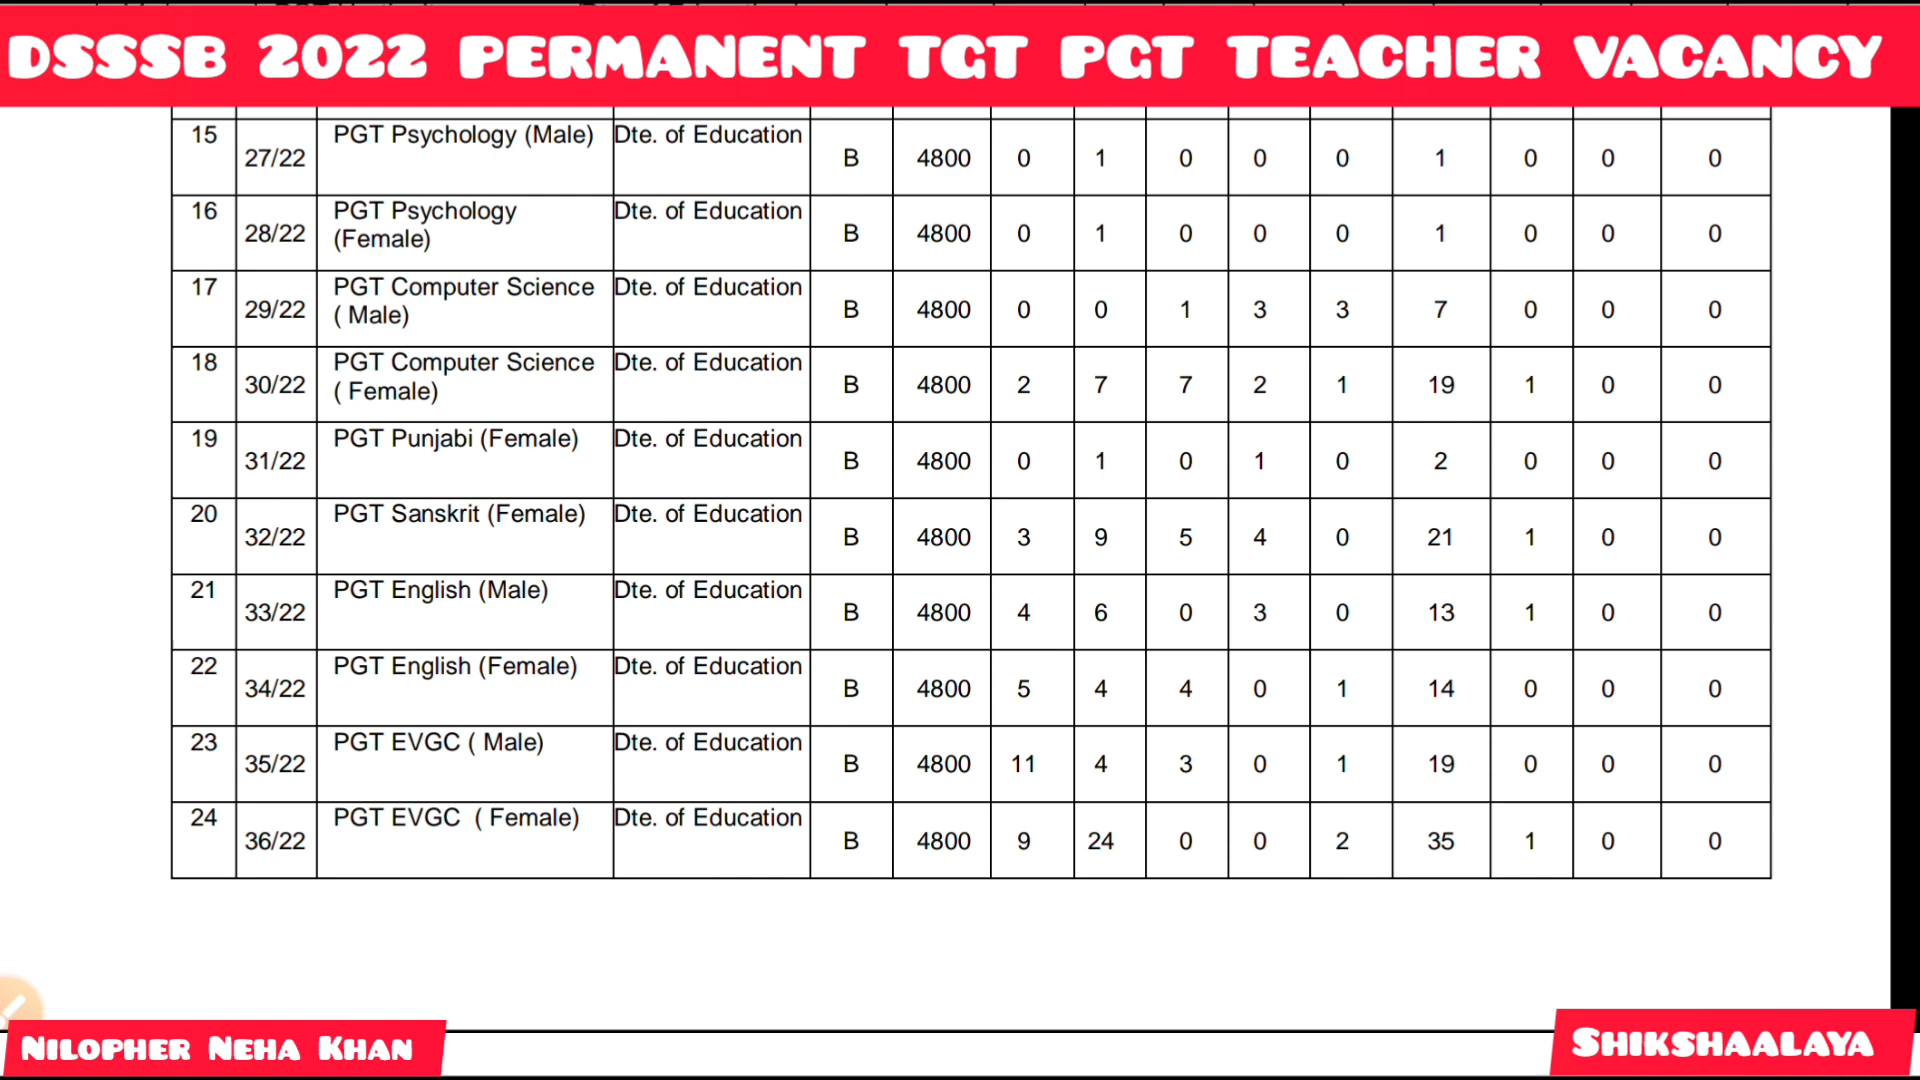 DSSSB 2022 PERMANENT TGT PGT TEACHER VACANCY
15 27/22 PGT Psychology (Male) Dte. of Education B 4800 0 1 0 0 0 1 0 0 0
16 28/22 PGT Psychology (Female) Dte. of Education B 4800 0 1 0 0 0 1 0 0 0
17 29/22 PGT Computer Science ( Male) Dte. of Education B 4800 0 0 1 3 3 7 0 0 0
18 30/22 PGT Computer Science ( Female) Dte. of Education B 4800 2 7 7 2 1 19 1 0 0
19 31/22 PGT Punjabi (Female) Dte. of Education B 4800 0 1 0 1 0 2 0 0 0
20 32/22 PGT Sanskrit (Female) Dte. of Education B 4800 3 9 5 4 0 21 1 0 0
21 33/22 PGT English (Male) Dte. of Education B 4800 4 6 0 3 0 13 1 0 0
22 34/22 PGT English (Female) Dte. of Education B 4800 5 4 4 0 1 14 0 0 0
23 35/22 PGT EVGC ( Male) Dte. of Education B 4800 11 4 3 0 1 19 0 0 0
24 36/22 PGT EVGC ( Female) Dte. of Education B 4800 9 24 0 0 2 35 1 0 0
NILOPHER NEHA KHAN
SHIKSHAALAYA